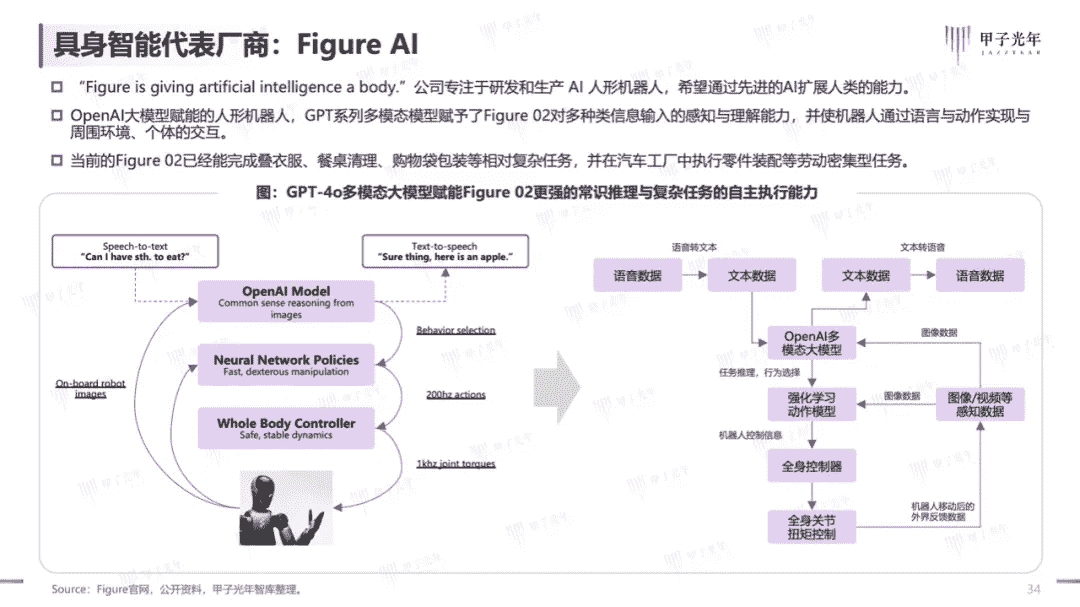 具身智能代表厂商：Figure AI
甲子光年
JAZZYEAR
“Figure is giving artificial intelligence a body.”公司专注于研发和生产 AI 人形机器人，希望通过先进的AI扩展人类的能力。
OpenAI大模型赋能的人形机器人，GPT系列多模态模型赋予了Figure 02对多种类信息输入的感知与理解能力，并使机器人通过语言与动作实现与
周围环境、个体的交互。
当前的Figure 02已经能完成叠衣服、餐桌清理、购物袋包装等相对复杂任务，并在汽车工厂中执行零件装配等劳动密集型任务。
图：GPT-4o多模态大模型赋能Figure 02更强的常识推理与复杂任务的自主执行能力
Speech-to-text
“Can I have sth. to eat?”
Text-to-speech
“Sure thing, here is an apple.”
OpenAI Model
Common sense reasoning from
images
Behavior selection
Neural Network Policies
Fast, dexterous manipulation
On-board robot
images
200hz actions
Whole Body Controller
Safe, stable dynamics
1khz joint torques
语音转文本
文本转语音
语音数据
文本数据
文本数据
语音数据
OpenAI多
模态大模型
图像数据
任务推理，行为选择
强化学习
动作模型
图像数据
图像/视频等
感知数据
机器人控制信息
全身控制器
全身关节
扭矩控制
机器人移动后的
外界反馈数据
Source：Figure官网，公开资料，甲子光年智库整理。
34